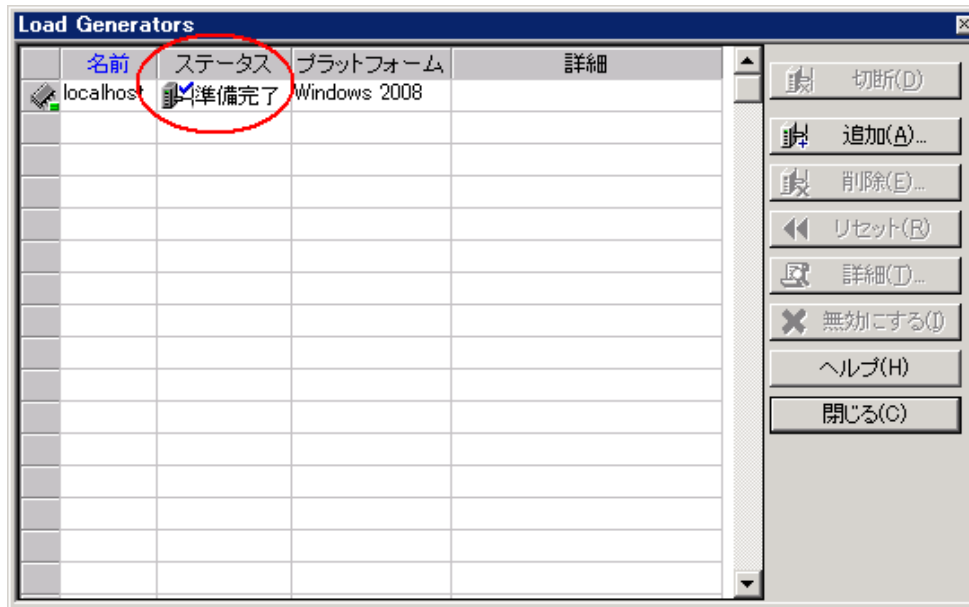 Load Generators
名前 ステータス プラットフォーム 詳細
localhost 準備完了 Windows 2008
切断(D)
追加(A)...
削除(E)...
リセット(R)
詳細(T)...
無効にする(I)
ヘルプ(H)
閉じる(C)